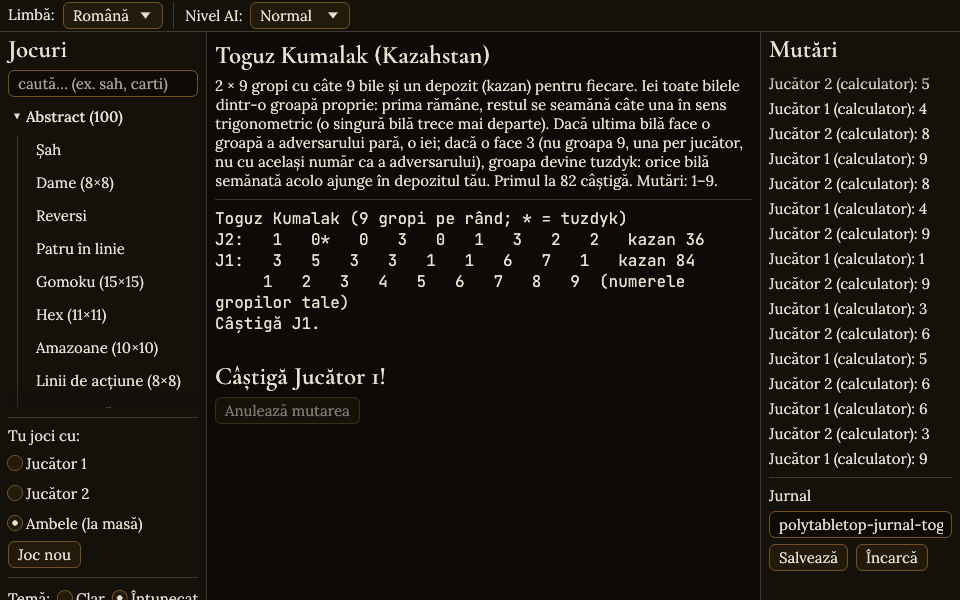 Limbă: Română ▼ Nivel AI: Normal ▼
Jocuri
caută... (ex. sah, carti)
▼ Abstract (100)
Șah
Dame (8×8)
Reversi
Patru în linie
Gomoku (15×15)
Hex (11×11)
Amazoane (10×10)
Linii de acțiune (8×8)
Tu joci cu:
Jucător 1
Jucător 2
Ambele (la masă)
Joc nou
Temă: Clar Întunecat
Toguz Kumalak (Kazahstan)
2 × 9 gropi cu câte 9 bile și un depozit (kazan) pentru fiecare. Iei toate bilele
dintr-o groapă proprie: prima rămâne, restul se seamănă câte una în sens
trigonometric (o singură bilă trece mai departe). Dacă ultima bilă face o
groapă a adversarului pară, o iei; dacă o face 3 (nu groapa 9, una per jucător,
nu cu același număr ca a adversarului), groapa devine tuzdyk: orice bilă
semănată acolo ajunge în depozitul tău. Primul la 82 câștigă. Mutări: 1–9.
Toguz Kumalak (9 gropi pe rând; * = tuzdyk)
J2: 1 0* 0 3 0 1 3 2 2 kazan 36
J1: 3 5 3 3 1 1 6 7 1 kazan 84
1 2 3 4 5 6 7 8 9 (numerele
gropilor tale)
Câștigă J1.
Câștigă Jucător 1!
Anulează mutarea
Mutări
Jucător 2 (calculator): 5
Jucător 1 (calculator): 4
Jucător 2 (calculator): 8
Jucător 1 (calculator): 9
Jucător 2 (calculator): 8
Jucător 1 (calculator): 4
Jucător 2 (calculator): 9
Jucător 1 (calculator): 1
Jucător 2 (calculator): 9
Jucător 1 (calculator): 3
Jucător 2 (calculator): 6
Jucător 1 (calculator): 5
Jucător 2 (calculator): 6
Jucător 1 (calculator): 6
Jucător 2 (calculator): 3
Jucător 1 (calculator): 9
Jurnal
polytabletop-jurnal-tog
Salvează Încarcă